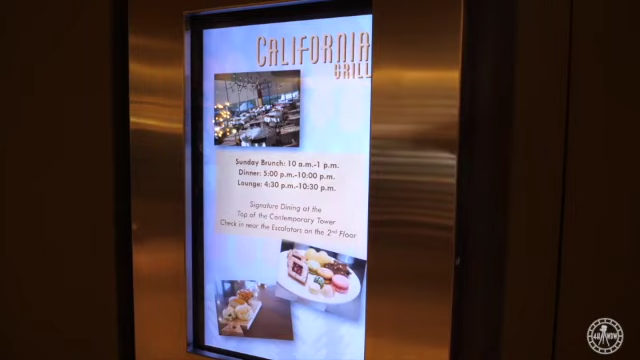 CALIFORNIA
GRILL
Sunday Brunch: 10 a.m.-1 p.m.
Dinner: 5:00 p.m.-10:00 p.m.
Lounge: 4:30 p.m.-10:30 p.m.
Signature Dining at the
Top of the Contemporary Tower
Check in near the Escalators on the 2nd Floor